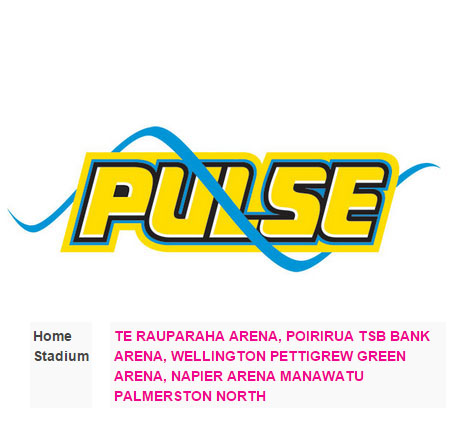 PULSE
Home
Stadium
TE RAUPARAHA ARENA, POIRIRUA TSB BANK
ARENA, WELLINGTON PETTIGREW GREEN
ARENA, NAPIER ARENA MANAWATU
PALMERSTON NORTH